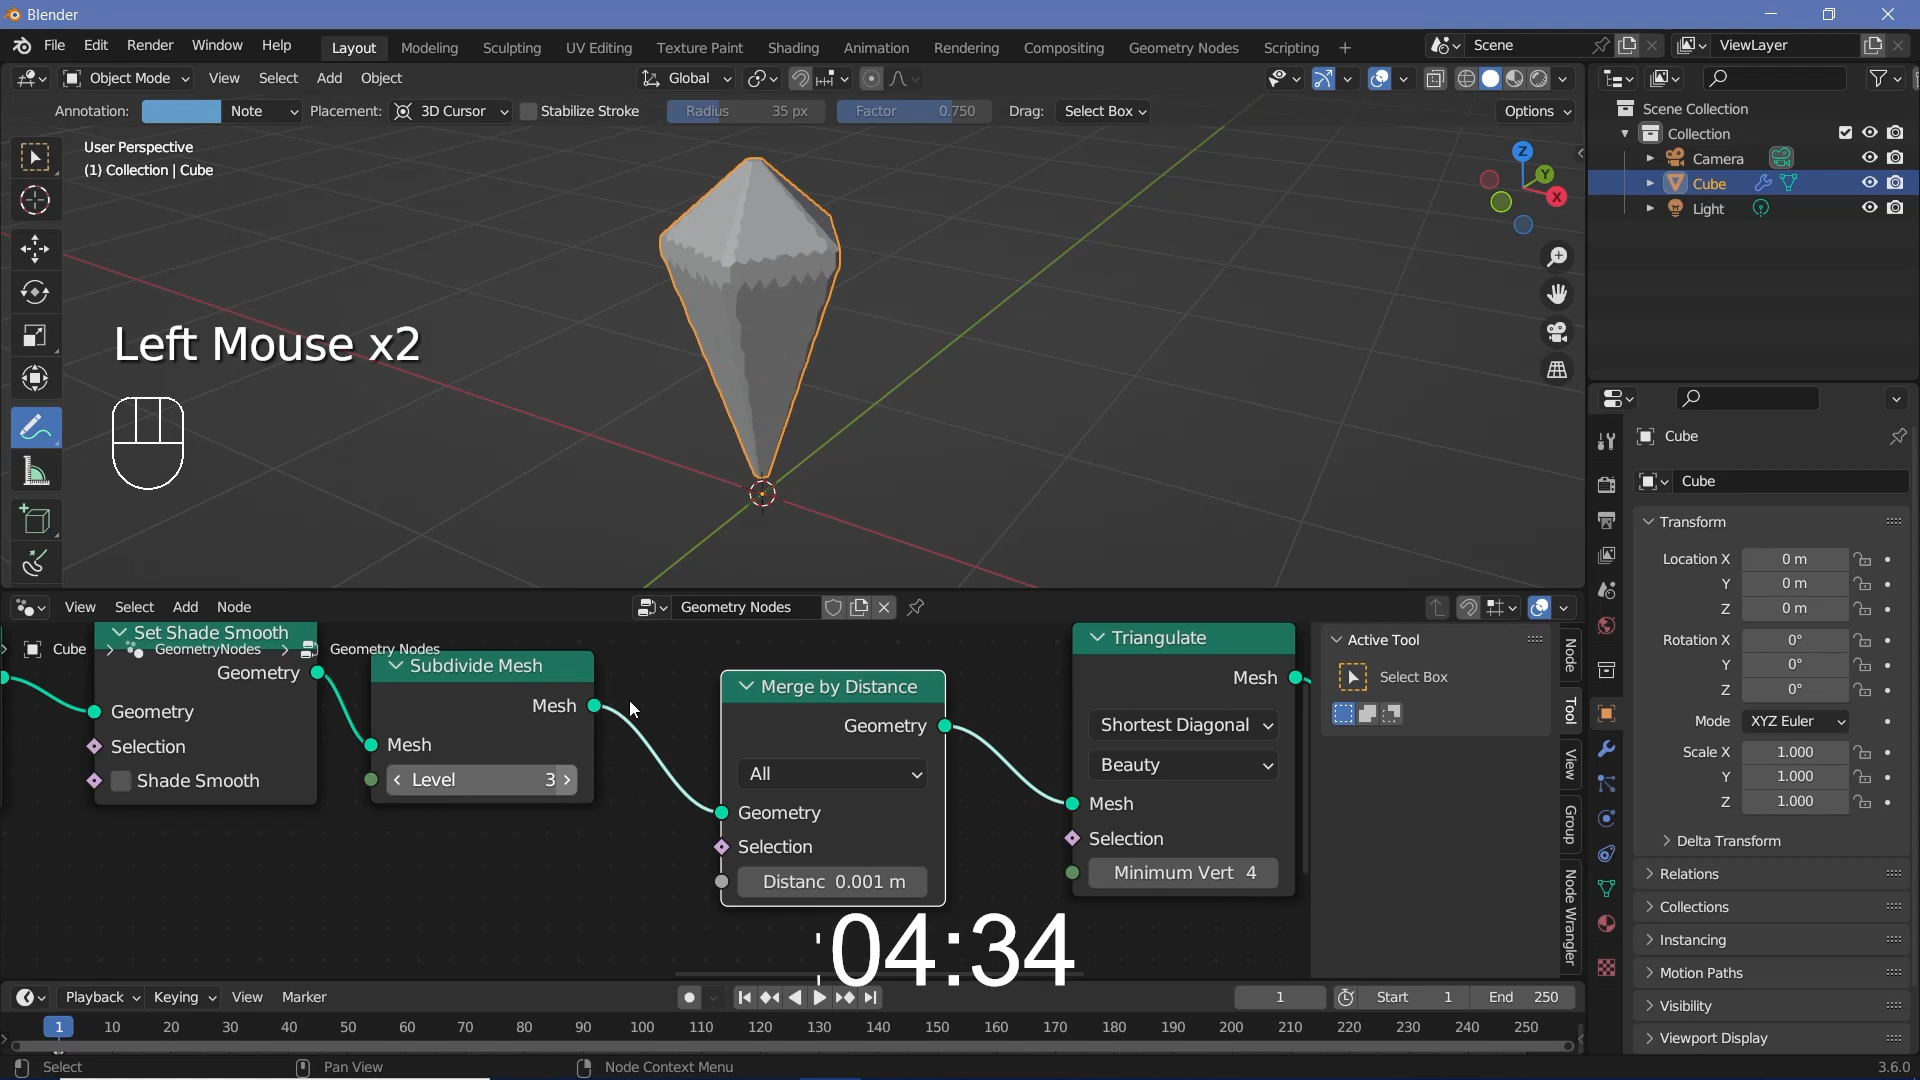 Blender
File Edit Render Window Help Layout Modeling Sculpting UV Editing Texture Paint Shading Animation Rendering Compositing Geometry Nodes Scripting + Scene ViewLayer
Object Mode View Select Add Object Global
Annotation: Note Placement: 3D Cursor Stabilize Stroke Radius 35 px Factor 0.750 Drag: Select Box Options
User Perspective
(1) Collection | Cube
Z
Y
X
Left Mouse x2
Scene Collection
Collection
Camera
Cube
Light
Cube
Cube
Transform
Location X 0 m
Y 0 m
Z 0 m
Rotation X 0°
Y 0°
Z 0°
Mode XYZ Euler
Scale X 1.000
Y 1.000
Z 1.000
Delta Transform
Relations
Collections
Instancing
Motion Paths
Visibility
Viewport Display
View Select Add Node Geometry Nodes
Cube GeometryNodes Geometry Nodes
Set Shade Smooth
Geometry
Geometry
Selection
Shade Smooth
Subdivide Mesh
Mesh
Mesh
Level 3
Merge by Distance
Geometry
All
Geometry
Selection
Distanc 0.001 m
Triangulate
Mesh
Shortest Diagonal
Beauty
Mesh
Selection
Minimum Vert 4
Active Tool
Select Box
Node
Tool
View
Group
Node Wrangler
04:34
Playback Keying View Marker 1 Start 1 End 250
1 10 20 30 40 50 60 70 80 90 100 110 120 130 140 150 160 170 180 190 200 210 220 230 240 250
Select Pan View Node Context Menu 3.6.0